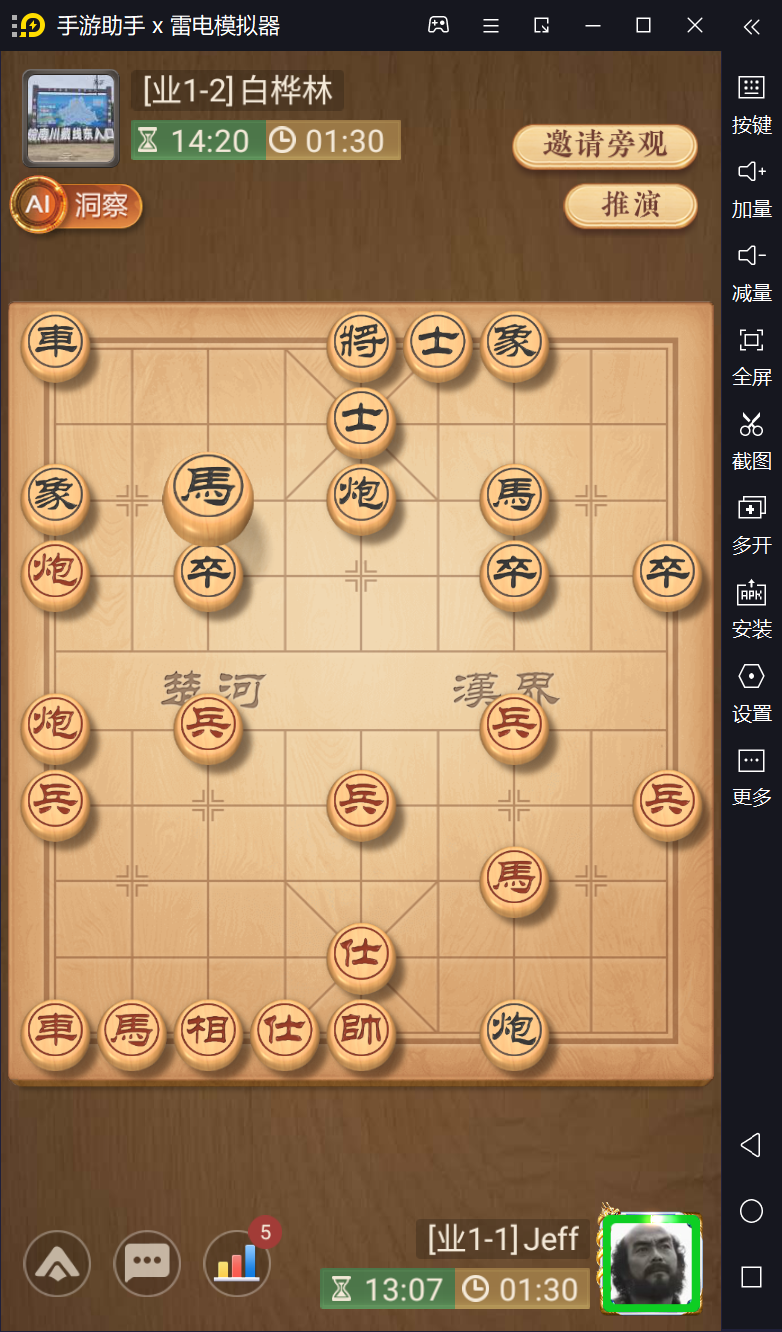 手游助手 x 雷电模拟器
[业1-2] 白桦林
14:20 01:30
邀请旁观
AI 洞察
推演
按键
加量
减量
全屏
截图
多开
APK
安装
设置
更多
車 將 士 象
士
象 馬 炮 馬
炮 卒 卒 卒
楚河 漢界
炮 兵 兵
兵 兵 兵
馬
仕
車 馬 相 仕 帥 炮
5
[业1-1] Jeff
13:07 01:30